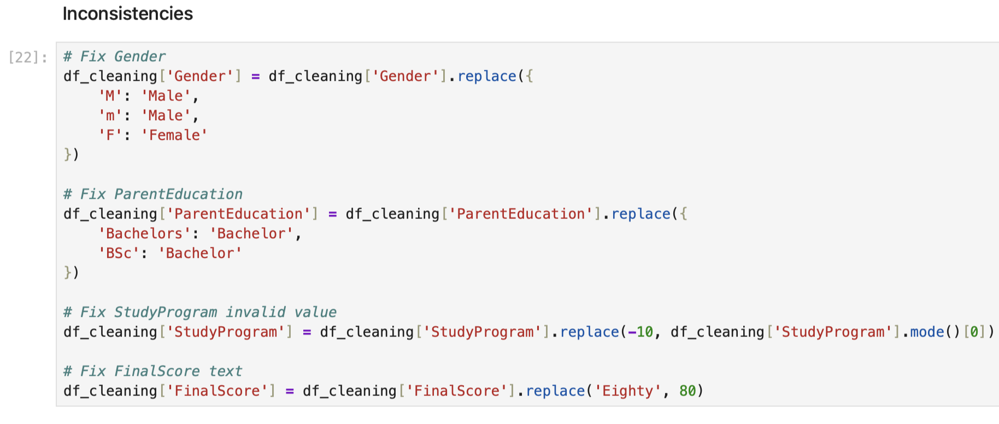 Inconsistencies
[22]:
# Fix Gender
df_cleaning['Gender'] = df_cleaning['Gender'].replace({
    'M': 'Male',
    'm': 'Male',
    'F': 'Female'
})
# Fix ParentEducation
df_cleaning['ParentEducation'] = df_cleaning['ParentEducation'].replace({
    'Bachelors': 'Bachelor',
    'BSc': 'Bachelor'
})
# Fix StudyProgram invalid value
df_cleaning['StudyProgram'] = df_cleaning['StudyProgram'].replace(-10, df_cleaning['StudyProgram'].mode()[0])
# Fix FinalScore text
df_cleaning['FinalScore'] = df_cleaning['FinalScore'].replace('Eighty', 80)